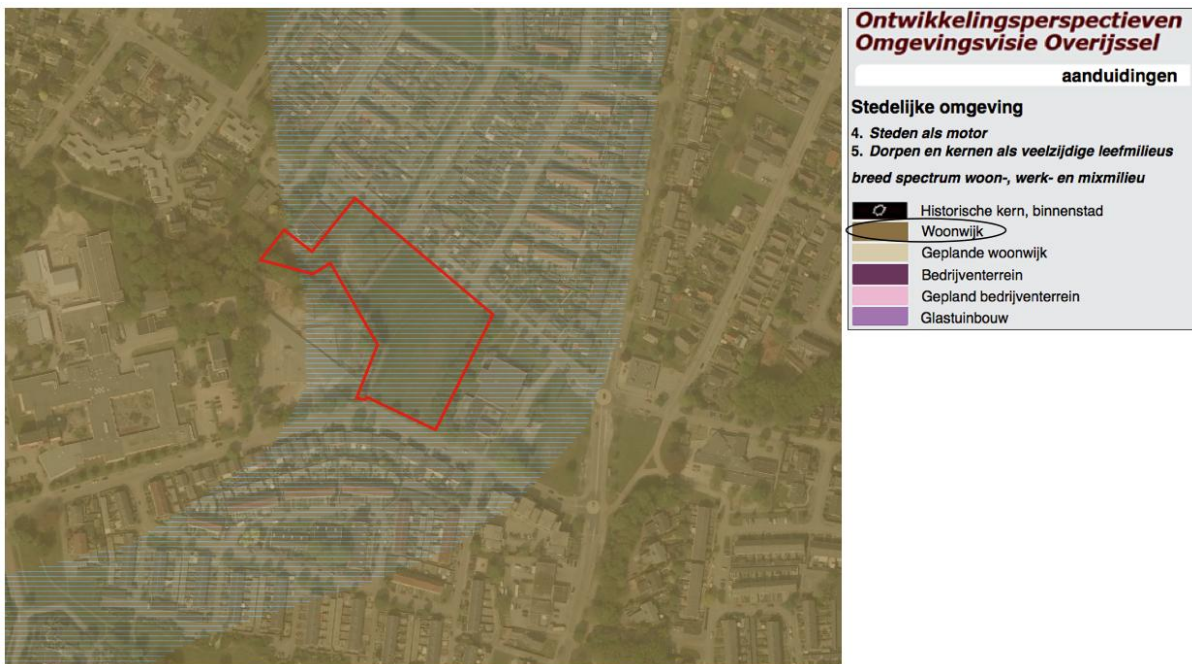 Ontwikkelingsperspectieven
Omgevingsvisie Overijssel
aanduidingen
Stedelijke omgeving
4. Steden als motor
5. Dorpen en kernen als veelzijdige leefmilieus
breed spectrum woon-, werk- en mixmilieu
Historische kern, binnenstad
Woonwijk
Geplande woonwijk
Bedrijventerrein
Gepland bedrijventerrein
Glastuinbouw